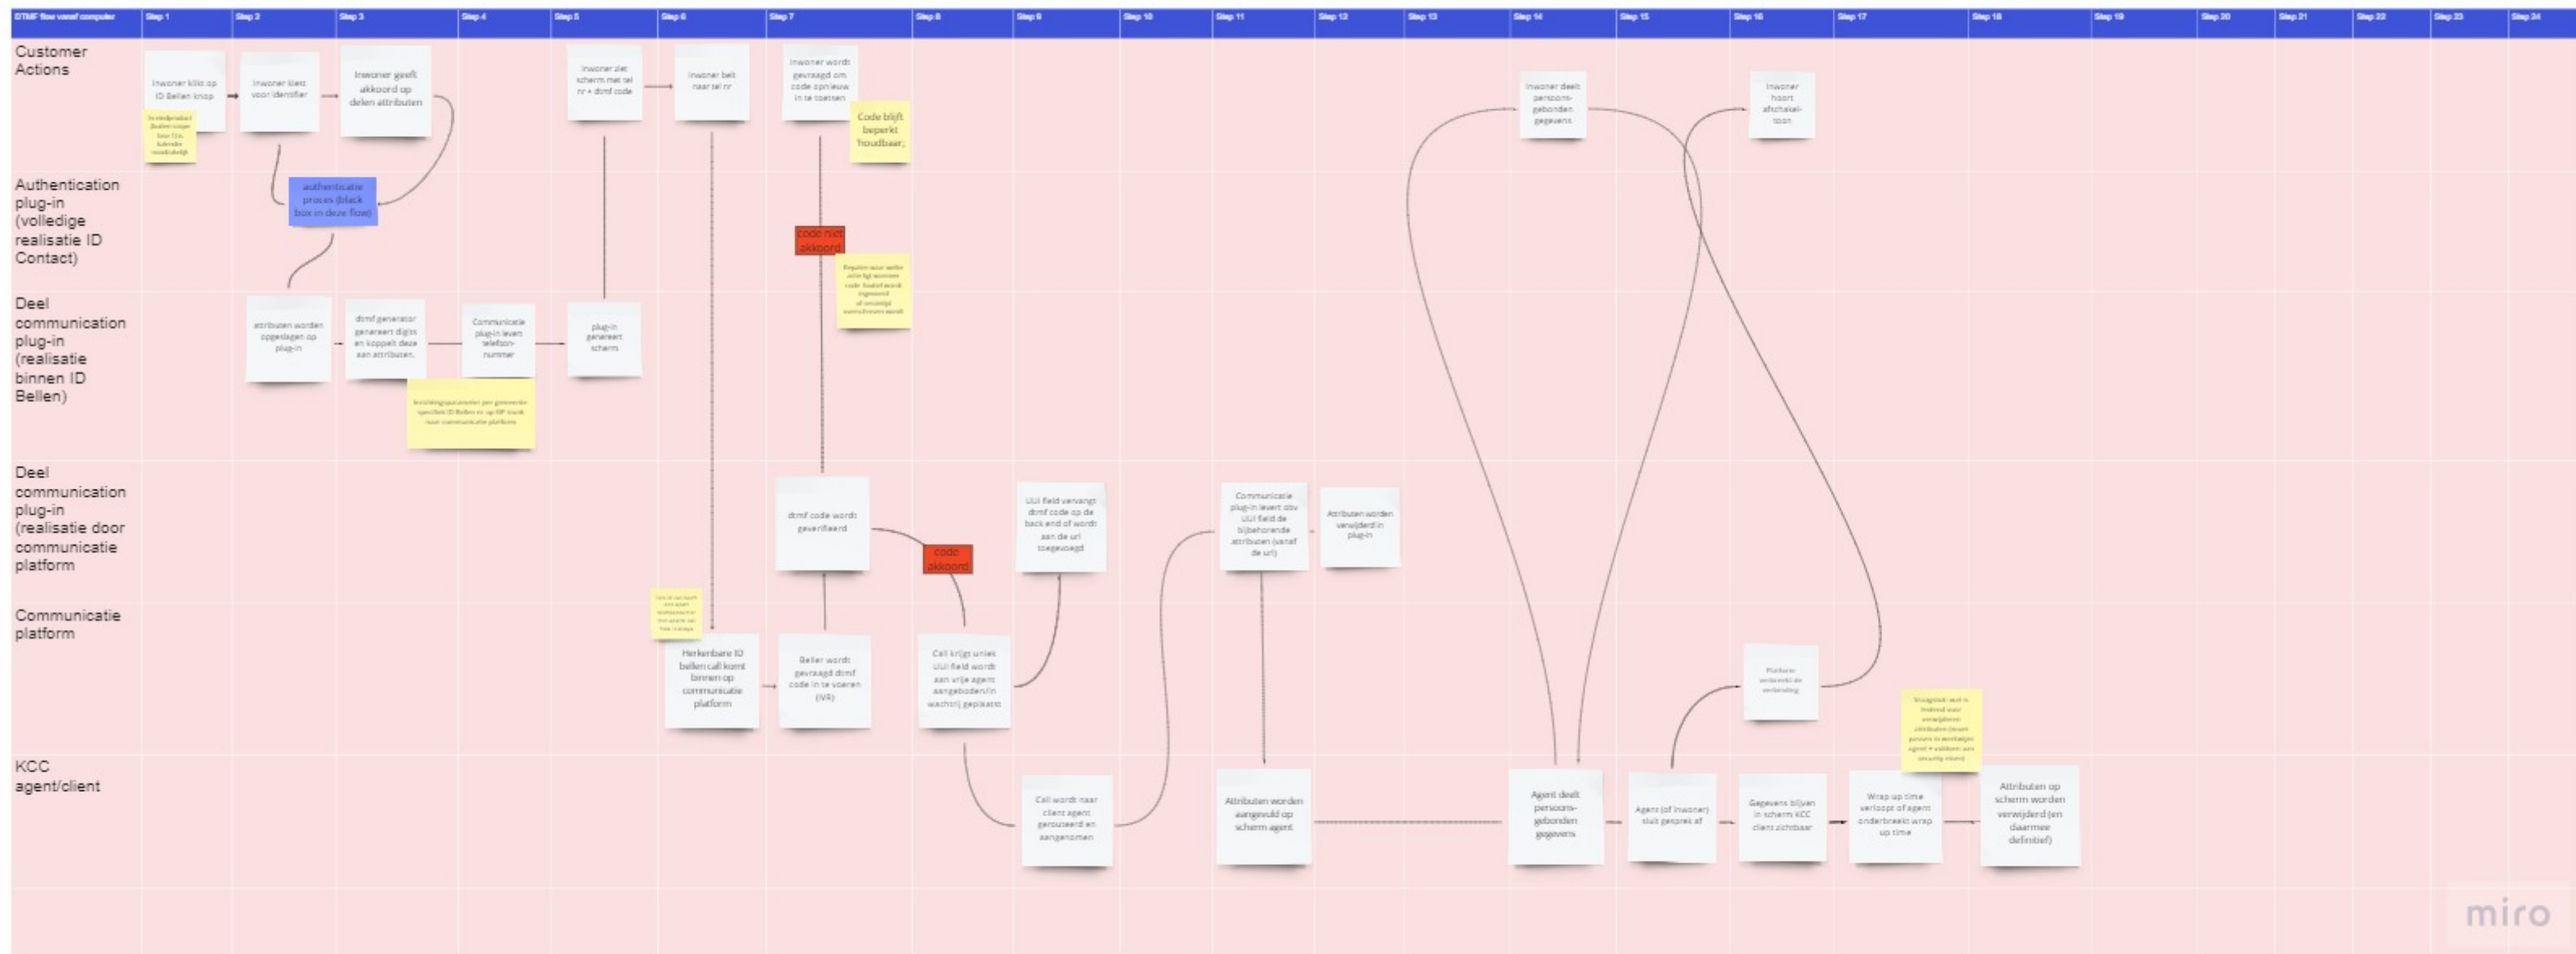 DTMF flow vanaf computer
Step 1
Step 2
Step 3
Step 4
Step 5
Step 6
Step 7
Step 8
Step 9
Step 10
Step 11
Step 12
Step 13
Step 14
Step 15
Step 16
Step 17
Step 18
Step 19
Step 20
Step 21
Step 22
Step 23
Step 24
Customer
Actions
Inwoner klikt op
ID Bellen knop
Inwoner kiest
voor identifier
Inwoner geeft
akkoord op
delen attributen
Inwoner ziet
scherm met tel
nr + dtmf code
Inwoner belt
naar tel nr
Inwoner wordt
gevraagd om
code opnieuw
in te toetsen
Code blijft
beperkt
'houdbaar;
Inwoner deelt
persoons-
gebonden
gegevens
Inwoner
hoort
afschakel-
toon
Authentication
plug-in
(volledige
realisatie ID
Contact)
authenticatie
proces (black
box in deze flow)
code niet
akkoord
Deel
communication
plug-in
(realisatie
binnen ID
Bellen)
attributen worden
opgeslagen op
plug-in
dtmf generator
genereert digits
en koppelt deze
aan attributen.
Communicatie
plug-in levert
telefoon-
nummer
plug-in
genereert
scherm
Inrichtingsparameter per gemeente:
specifiek ID Bellen nr op SIP trunk
naar communicatie platform
Deel
communication
plug-in
(realisatie door
communicatie
platform
dtmf code wordt
geverifieerd
code
akkoord
UUI field vervangt
dtmf code op de
back end of wordt
aan de url
toegevoegd
Communicatie
plug-in levert obv
UUI field de
bijbehorende
attributen (vanaf
de url)
Attributen worden
verwijderd in
plug-in
Communicatie
platform
Herkenbare ID
bellen call komt
binnen op
communicatie
platform
Beller wordt
gevraagd dtmf
code in te voeren
(IVR)
Call krijgt uniek
UUI field wordt
aan vrije agent
aangeboden/in
wachtrij geplaatst
Platform
verbreekt de
verbinding
KCC
agent/client
Call wordt naar
client agent
gerouteerd en
aangenomen
Attributen worden
aangevuld op
scherm agent
Agent deelt
persoons-
gebonden
gegevens
Agent (of inwoner)
sluit gesprek af
Gegevens blijven
in scherm KCC
client zichtbaar
Wrap up time
verloopt of agent
onderbreekt wrap
up time
Attributen op
scherm worden
verwijderd (en
daarmee
definitief)
miro